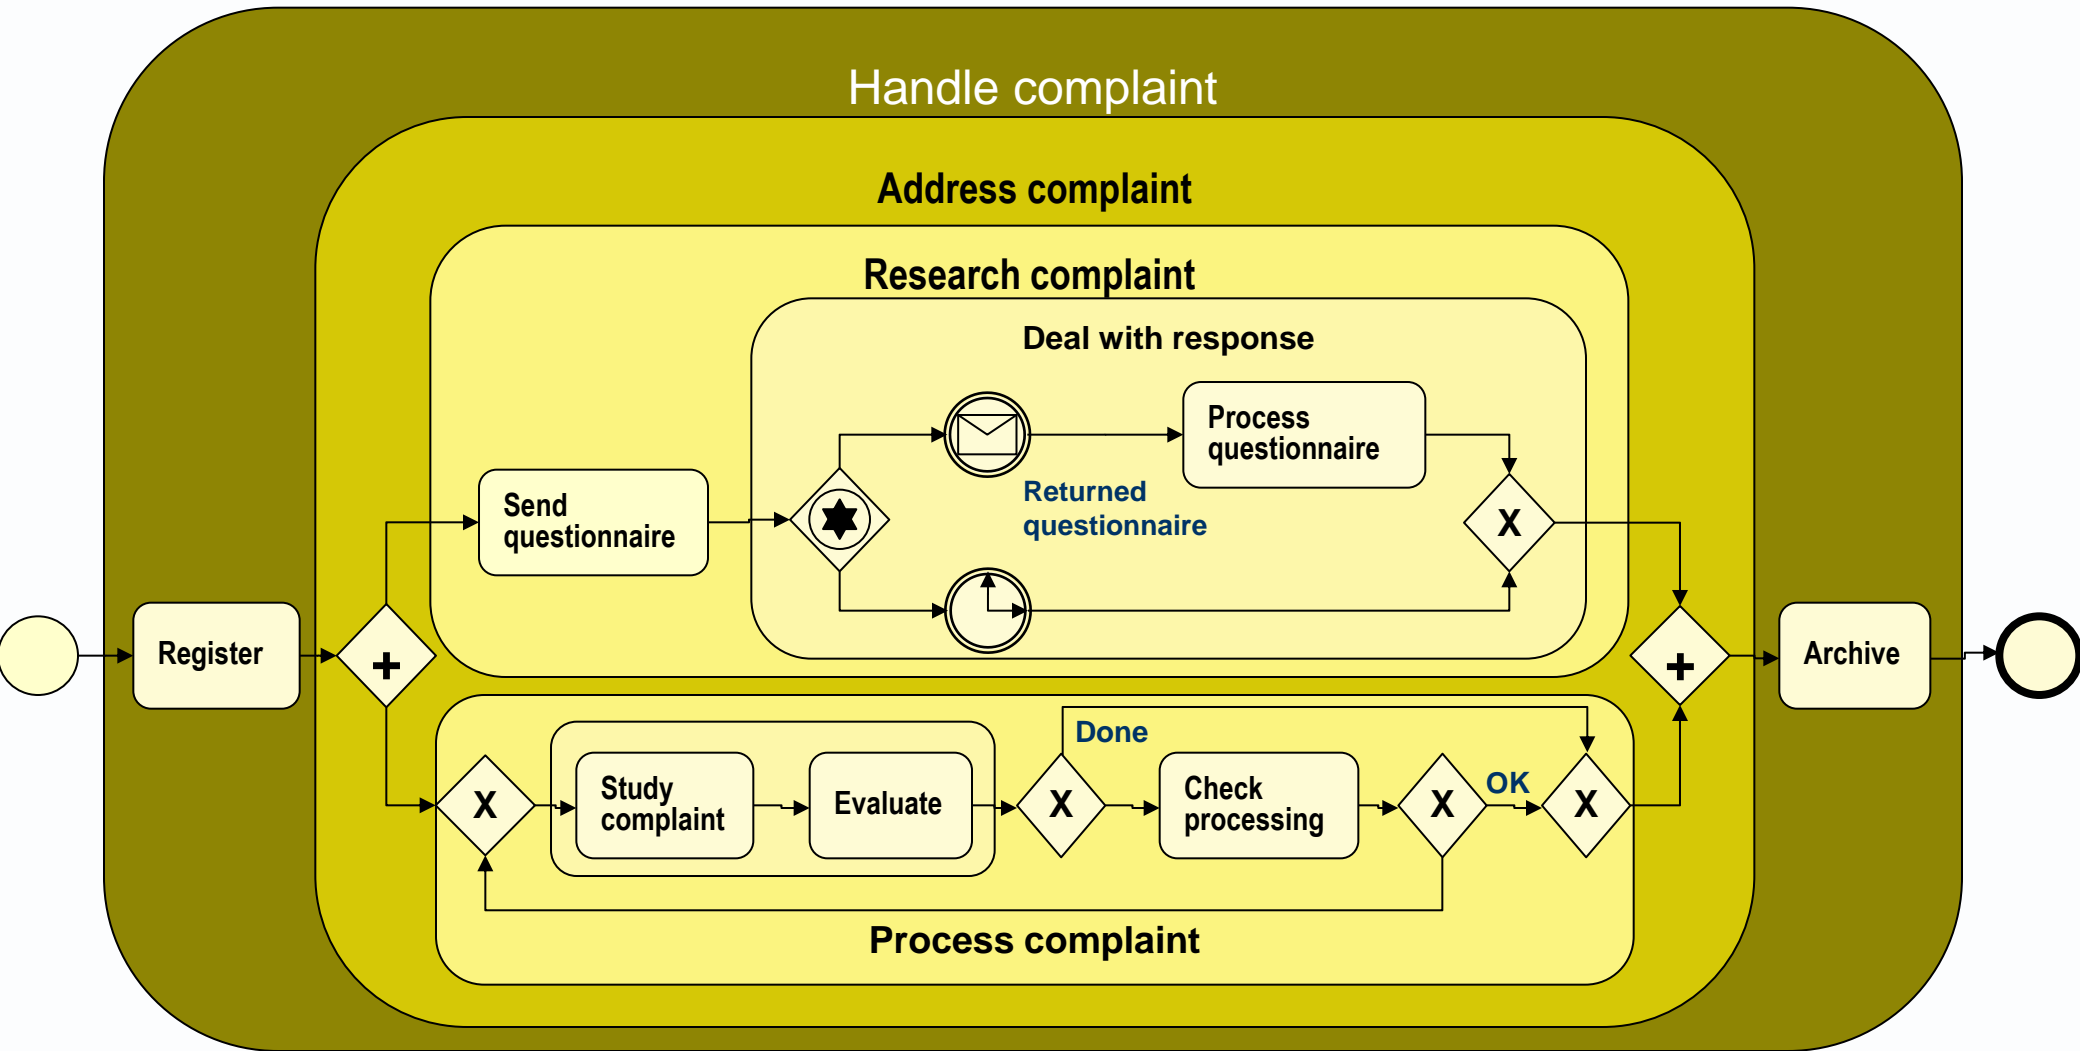 Handle complaint
Address complaint
Research complaint
Deal with response
Process
questionnaire
Returned
questionnaire
Send
questionnaire
X
Register
+
+
Archive
Done
X
Study
complaint
Evaluate
X
Check
processing
X
OK
X
Process complaint